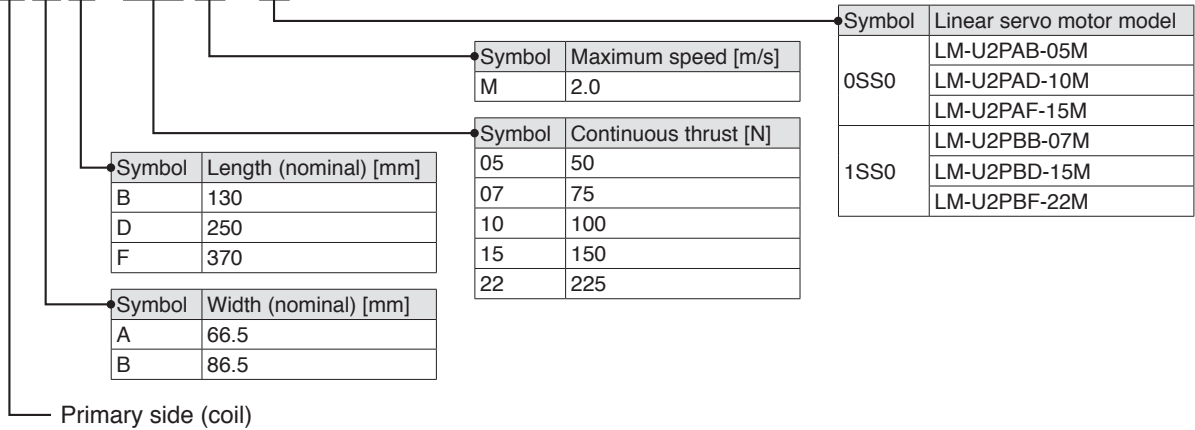 Symbol Linear servo motor model
0SS0 LM-U2PAB-05M
LM-U2PAD-10M
LM-U2PAF-15M
1SS0 LM-U2PBB-07M
LM-U2PBD-15M
LM-U2PBF-22M
Symbol Maximum speed [m/s]
M 2.0
Symbol Continuous thrust [N]
05 50
07 75
10 100
15 150
22 225
Symbol Length (nominal) [mm]
B 130
D 250
F 370
Symbol Width (nominal) [mm]
A 66.5
B 86.5
Primary side (coil)